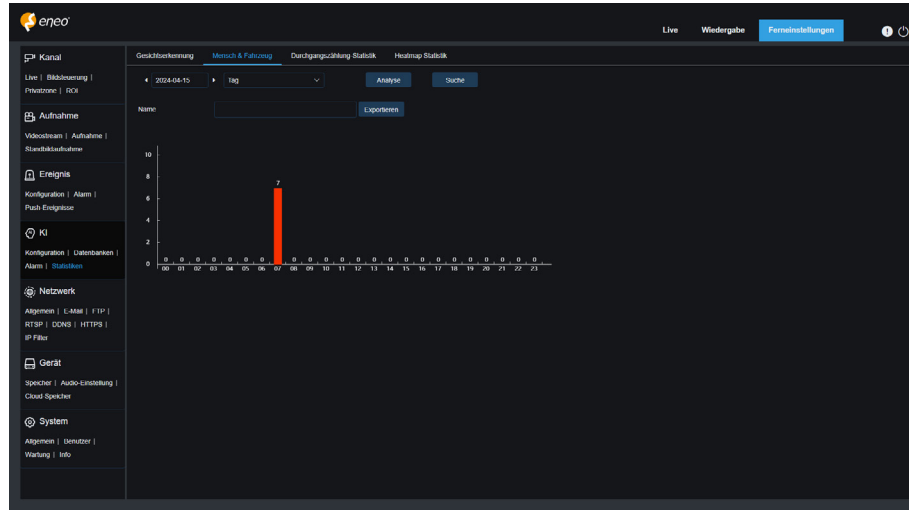 eneo
Live Wiedergabe Ferneinstellungen
Kanal
Live | Bildsteuerung |
Privatzone | ROI
Aufnahme
Videostream | Aufnahme |
Standbildaufnahme
Ereignis
Konfiguration | Alarm |
Push-Ereignisse
KI
Konfiguration | Datenbanken |
Alarm | Statistiken
Netzwerk
Allgemein | E-Mail | FTP |
RTSP | DDNS | HTTPS |
IP Filter
Gerät
Speicher | Audio-Einstellung |
Cloud-Speicher
System
Allgemein | Benutzer |
Wartung | Info
Gesichtserkennung Mensch & Fahrzeug Durchgangszählung-Statistik Heatmap Statistik
2024-04-15 Tag Analyse Suche
Name Exportieren
10
8
7
6
4
2
0 0 0 0 0 0 0 0 0 0 0 0 0 0 0 0 0 0 0 0 0 0 0
0
00 01 02 03 04 05 06 07 08 09 10 11 12 13 14 15 16 17 18 19 20 21 22 23